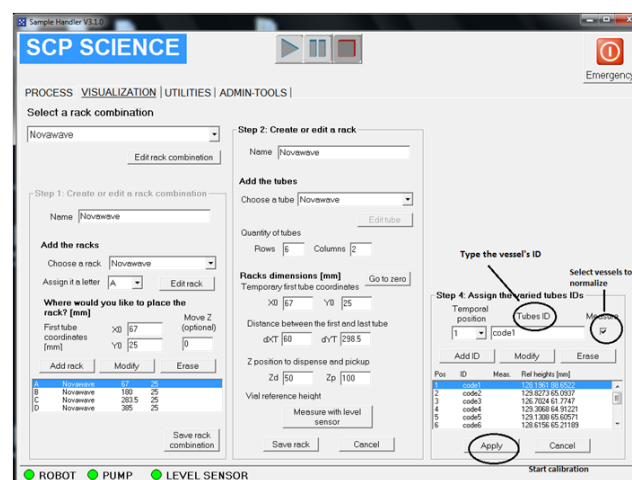 Sample Handler V3.1.0
SCP SCIENCE
Emergency
PROCESS VISUALIZATION | UTILITIES | ADMIN-TOOLS |
Select a rack combination
Novawave
Edit rack combination
Step 1: Create or edit a rack combination
Name Novawave
Add the racks
Choose a rack Novawave
Assign it a letter A Edit rack
Where would you like to place the
rack? [mm]
Move Z
(optional)
First tube
coordinates
[mm]
X0 67
Y0 25
0
Add rack Modify Erase
A Novawave 67 25
B Novawave 180 25
C Novawave 283.5 25
D Novawave 385 25
Save rack
combination
Step 2: Create or edit a rack
Name Novawave
Add the tubes
Choose a tube Novawave
Edit tube
Quantity of tubes
Rows 6 Columns 2
Racks dimensions [mm]
Go to zero
Temporary first tube coordinates
X0 67 Y0 25
Distance between the first and last tube
dXT 60 dYT 298.5
Z position to dispense and pickup
Zd 50 Zp 100
Vial reference height
Measure with level
sensor
Save rack Cancel
Type the vessel's ID
Select vessels to
normalize
Step 4: Assign the varied tubes IDs
Temporal
position
Tubes ID
Measure
1 code1
Add ID Modify Erase
Pos ID Meas. Ref heights [mm]
1 code1 128.1961 88.6522
2 code2 129.8273 65.0937
3 code3 126.7024 61.7747
4 code4 129.3068 64.91221
5 code5 129.1308 65.60571
6 code6 128.6156 65.21189
Apply Cancel
Start calibration
ROBOT PUMP LEVEL SENSOR